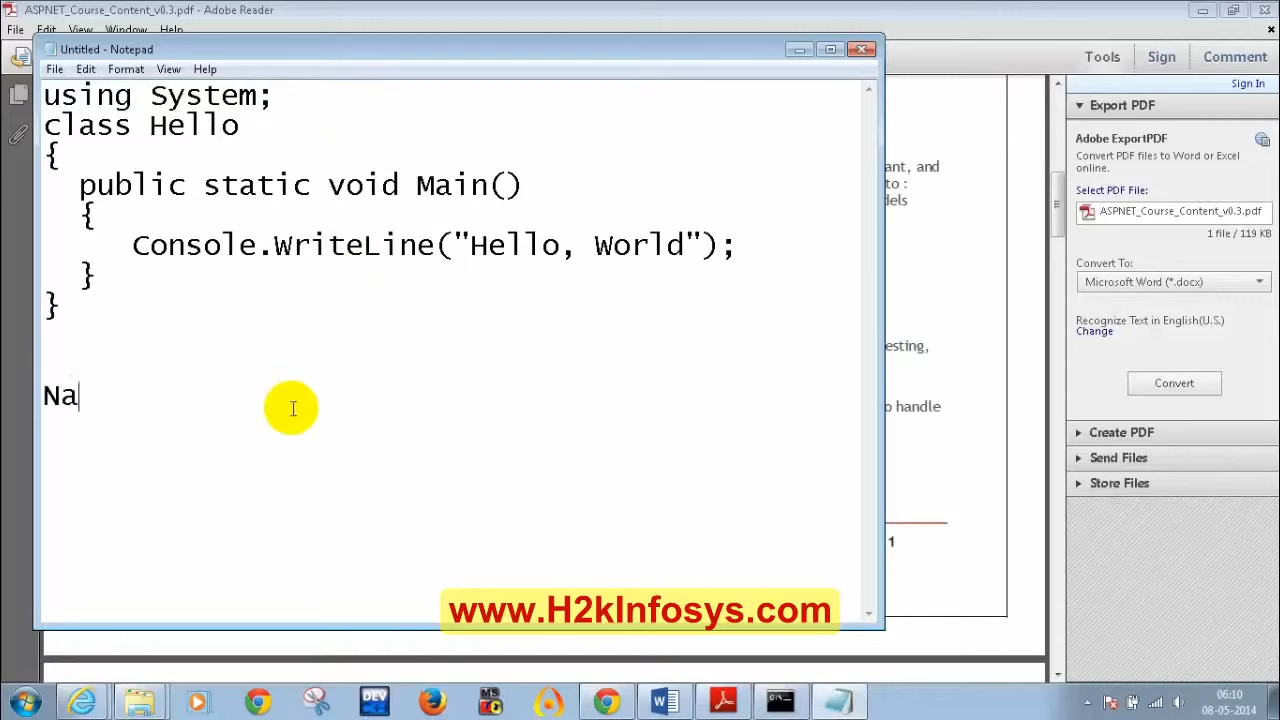 ASPNET_Course_Content_v0.3.pdf - Adobe Reader
File Edit View Window Help
Untitled - Notepad
File Edit Format View Help
using System;
class Hello
{
public static void Main()
{
Console.WriteLine("Hello, World");
}
}
Na
ant, and
to :
dels
esting,
o handle
1
Tools Sign Comment
Sign In
Export PDF
Adobe ExportPDF
Convert PDF files to Word or Excel
online.
Select PDF File:
ASPNET_Course_Content_v0.3.pdf
1 file / 119 KB
Convert To:
Microsoft Word (*.docx)
Recognize Text in English(U.S.)
Change
Convert
Create PDF
Send Files
Store Files
www.H2kInfosys.com
DEV
MS
06:10
08-05-2014